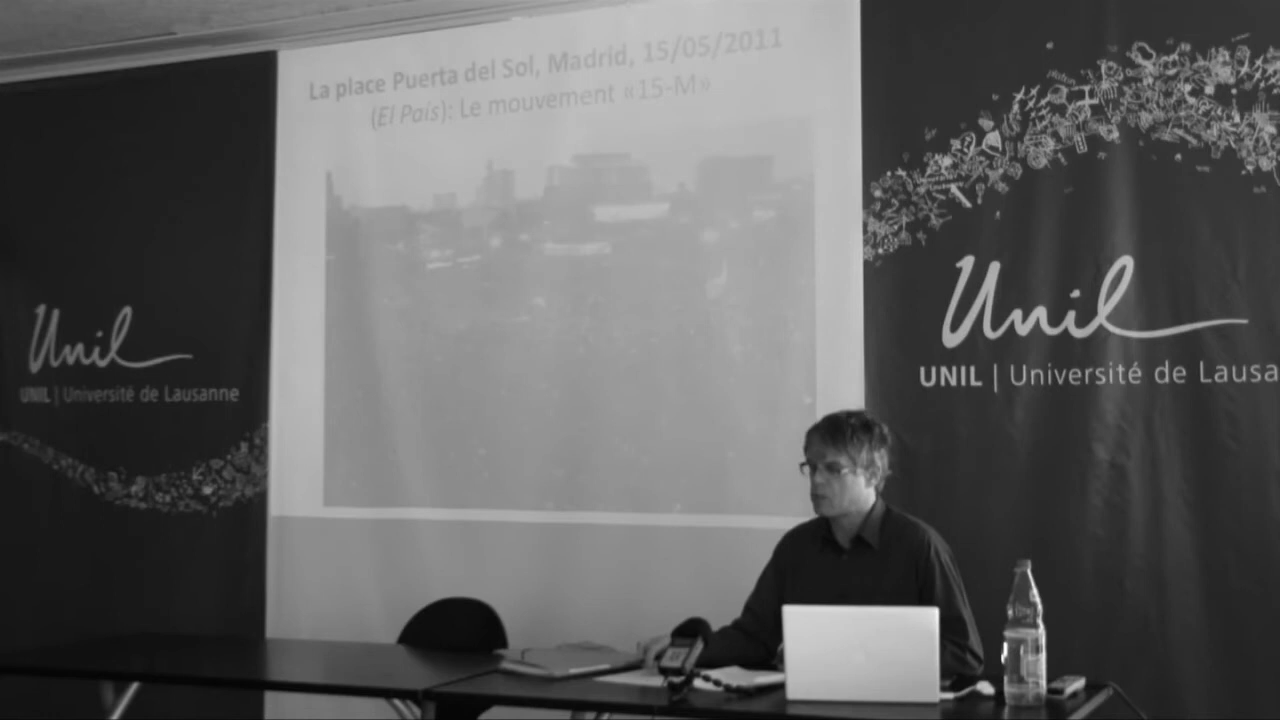 La place Puerta del Sol, Madrid, 15/05/2011
(El País): Le mouvement «15-M»
Unil
UNIL | Université de Lausanne
Unil
UNIL | Université de Lausa